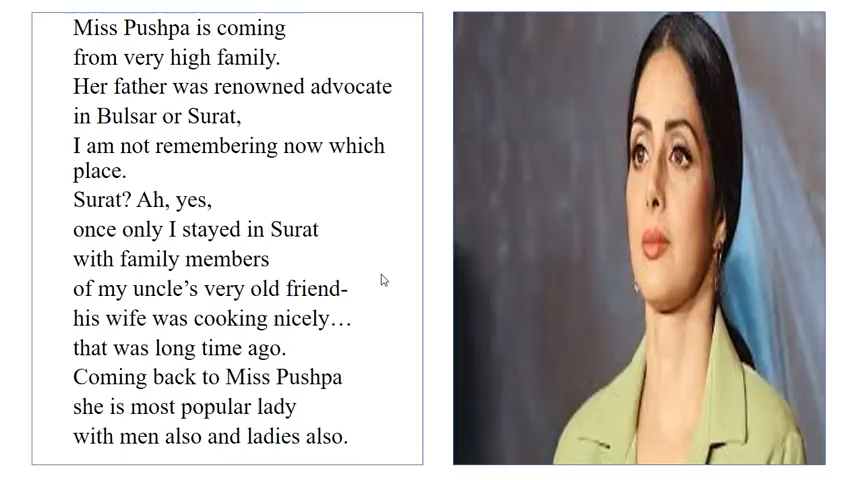 Miss Pushpa is coming
from very high family.
Her father was renowned advocate
in Bulsar or Surat,
I am not remembering now which
place.
Surat? Ah, yes,
once only I stayed in Surat
with family members
of my uncle’s very old friend-
his wife was cooking nicely…
that was long time ago.
Coming back to Miss Pushpa
she is most popular lady
with men also and ladies also.